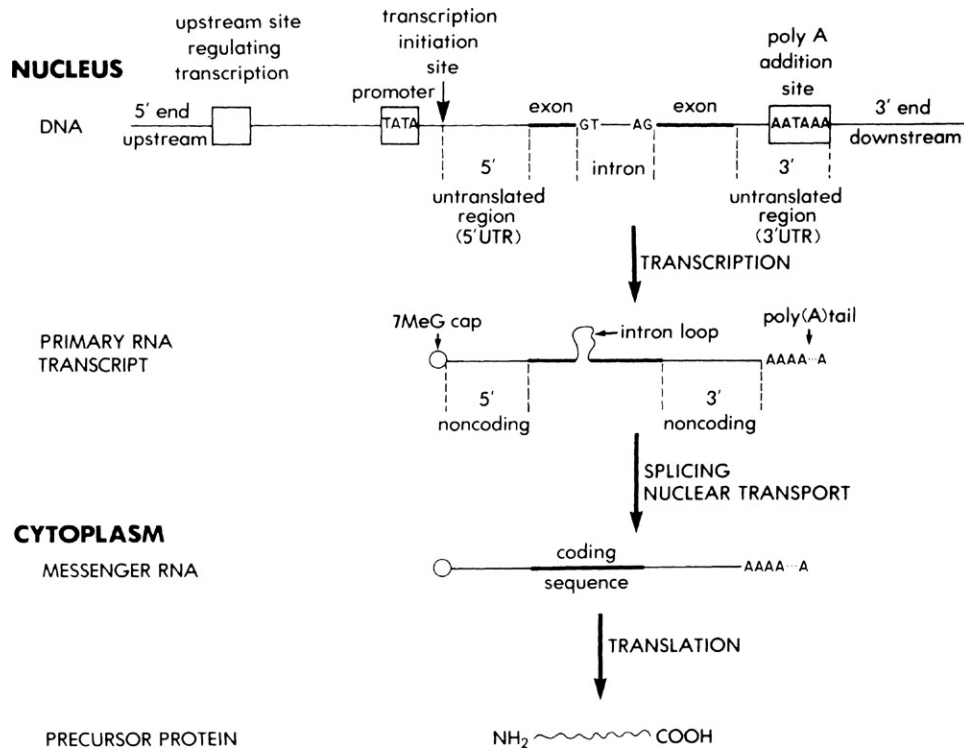 upstream site
regulating
transcription
transcription
initiation
site
poly A
addition
site
NUCLEUS
promoter
5' end
TATA
exon
GT
AG
exon
AATAAA
3' end
DNA
upstream
downstream
5'
untranslated
region
(5'UTR)
intron
3'
untranslated
region
(3'UTR)
TRANSCRIPTION
7MeG cap
intron loop
poly(A)tail
PRIMARY RNA
TRANSCRIPT
AAAA···A
5'
noncoding
3'
noncoding
SPLICING
NUCLEAR TRANSPORT
CYTOPLASM
MESSENGER RNA
coding
sequence
AAAA···A
TRANSLATION
PRECURSOR PROTEIN
NH₂
COOH